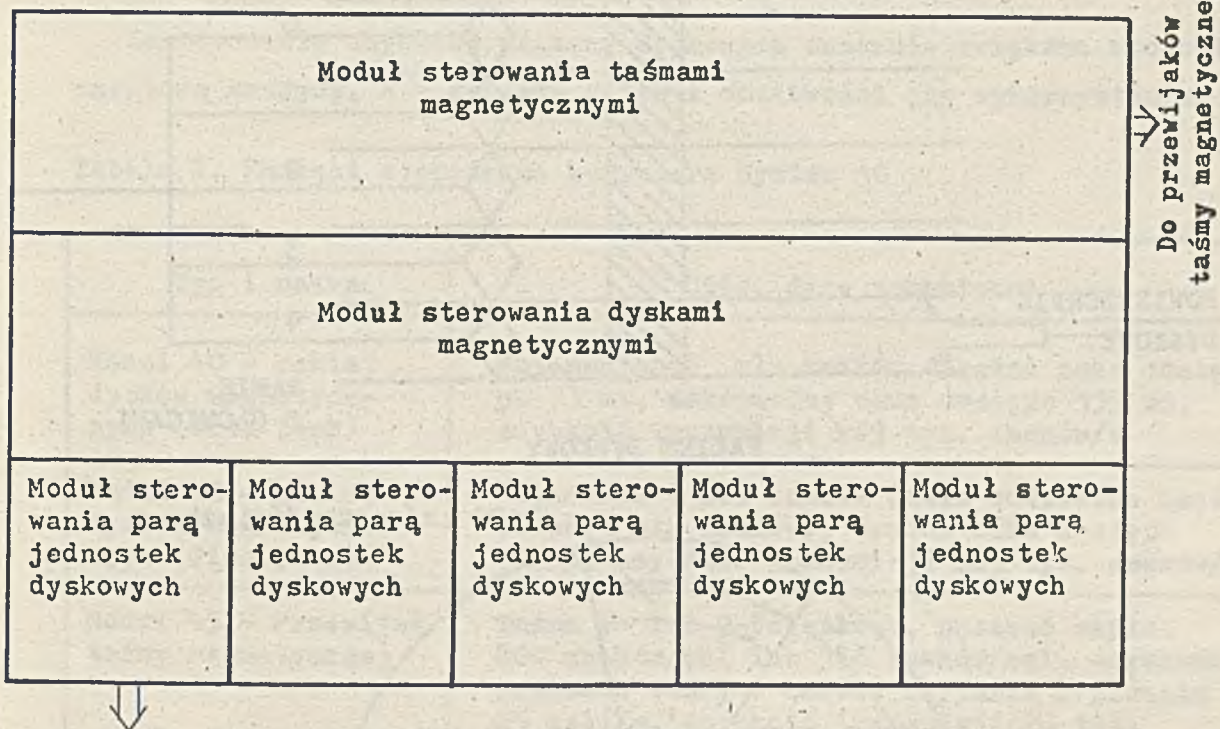 Moduł sterowania taśmami
magnetycznymi
Do przewijaków
taśmy magnetycznej
Moduł sterowania dyskami
magnetycznymi
Moduł stero-
wania parą
jednostek
dyskowych
Moduł stero-
wania parą
jednostek
dyskowych
Moduł stero-
wania parą
jednostek
dyskowych
Moduł stero-
wania parą
jednostek
dyskowych
Moduł stero-
wania parą
jednostek
dyskowych